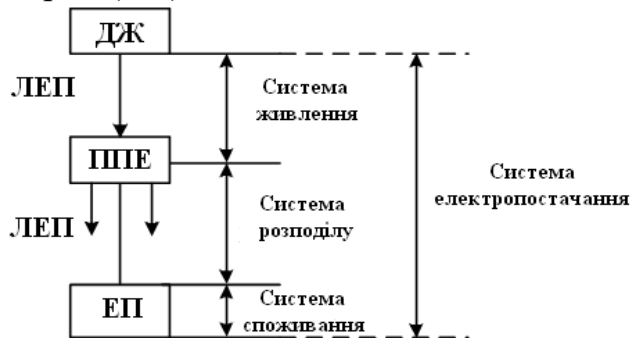 ДЖ
ЛЕП
Система
живлення
ППЕ
Система
електропостачання
ЛЕП
Система
розподілу
ЕП
Система
споживання